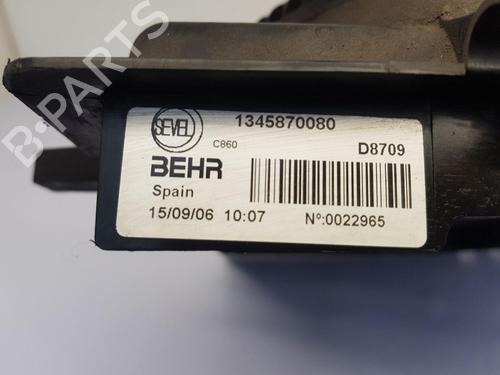 SEVEL
1345870080
C860
D8709
BEHR
Spain
15/09/06 10:07
Nº:0022965
B-PARTS